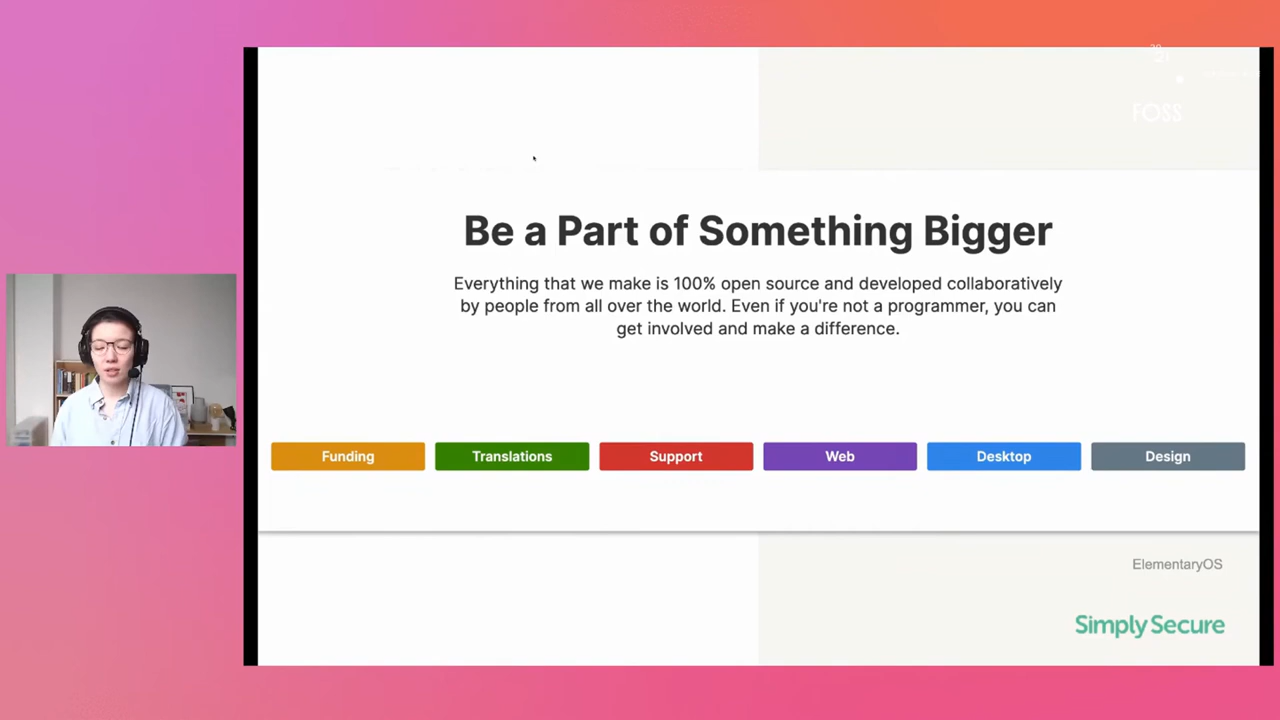 FOSS
Be a Part of Something Bigger
Everything that we make is 100% open source and developed collaboratively
by people from all over the world. Even if you're not a programmer, you can
get involved and make a difference.
Funding
Translations
Support
Web
Desktop
Design
ElementaryOS
Simply Secure